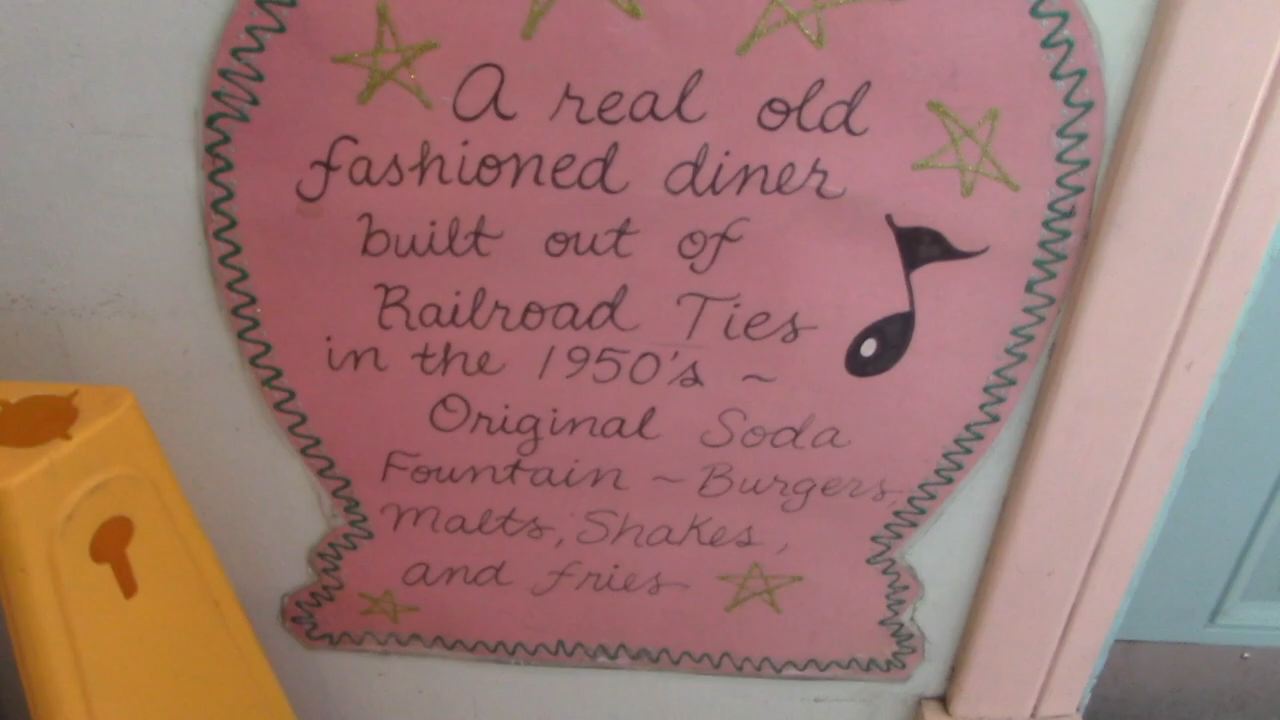 A real old
fashioned diner
built out of
Railroad Ties
in the 1950's ~
Original Soda
Fountain ~ Burgers,
Malts, Shakes,
and fries